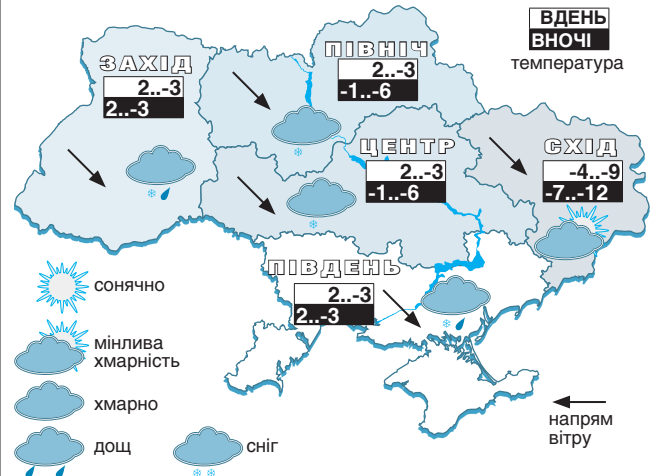 ВДЕНЬ
ВНОЧІ
температура
ЗАХІД
2..-3
2..-3
ПІВНІЧ
2..-3
-1..-6
ЦЕНТР
2..-3
-1..-6
СХІД
-4..-9
-7..-12
ПІВДЕНЬ
2..-3
2..-3
сонячно
мінлива
хмарність
хмарно
дощ
сніг
напрям
вітру